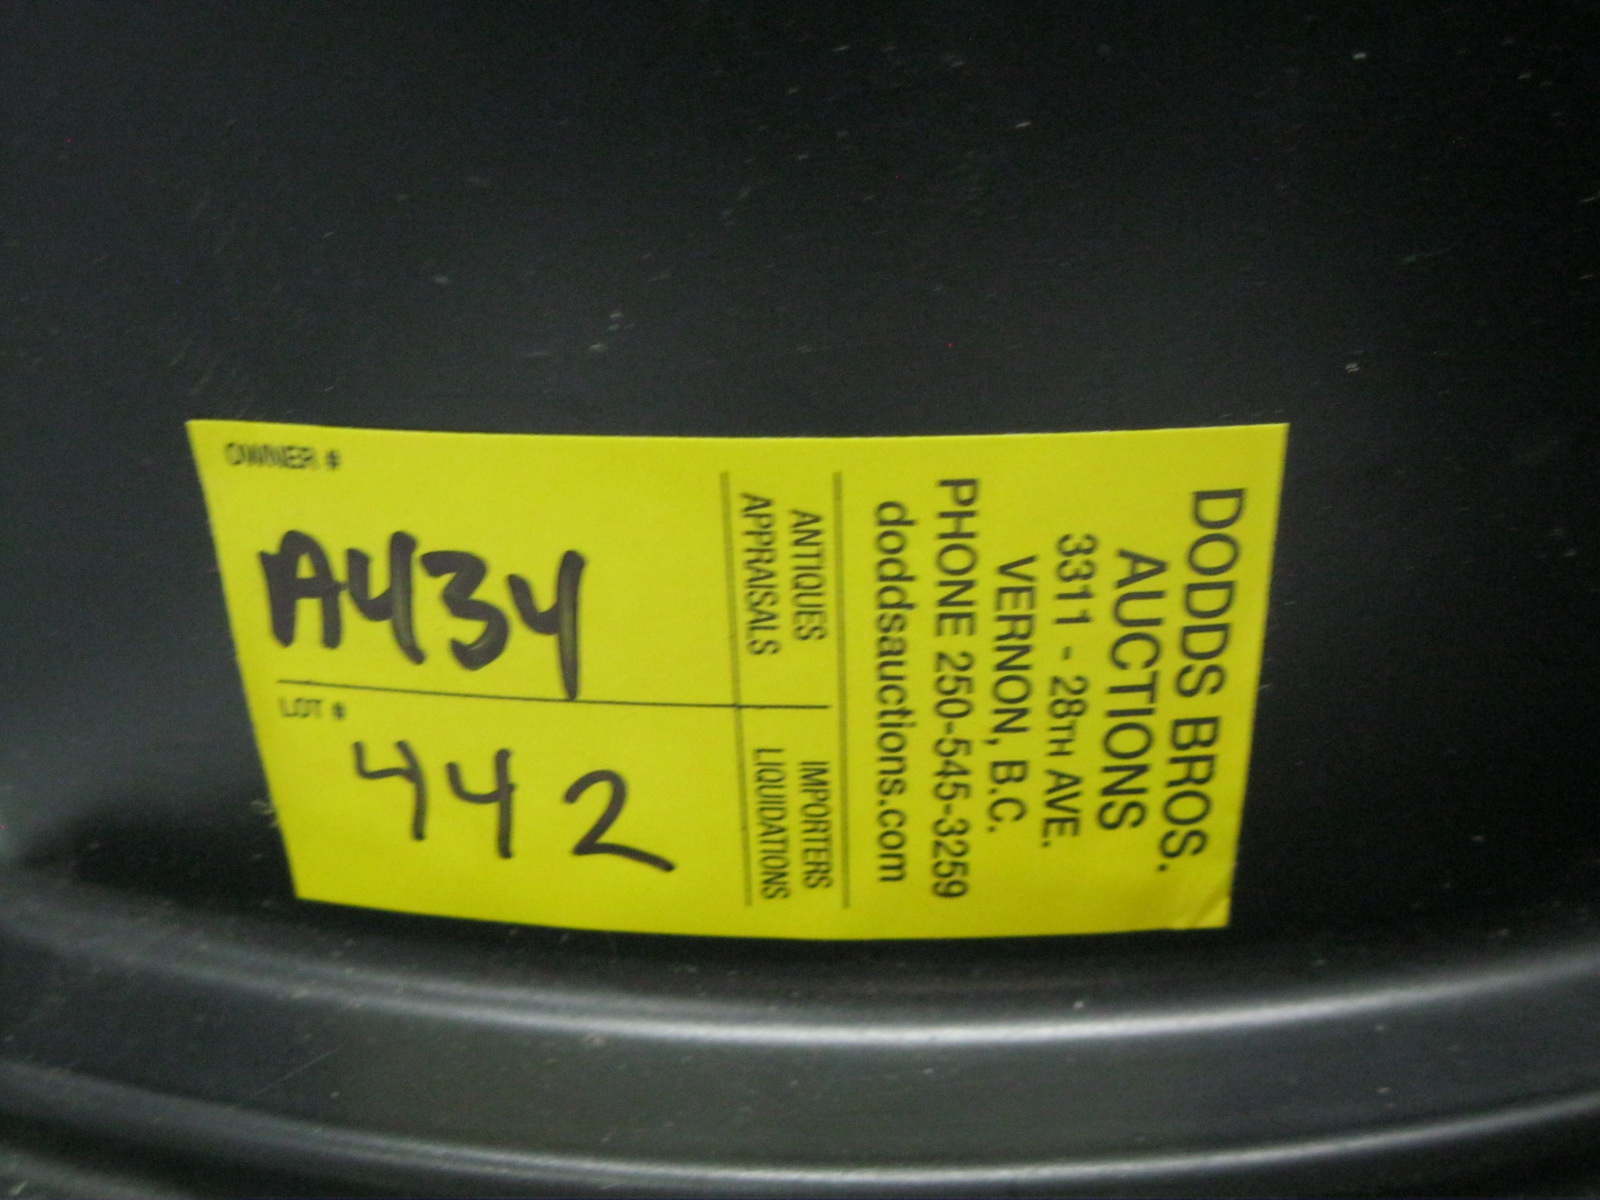 OWNER #
A434
LOT #
442
ANTIQUES
APPRAISALS
IMPORTERS
LIQUIDATIONS
DODDS BROS.
AUCTIONS
3311 - 28TH AVE.
VERNON, B.C.
PHONE 250-545-3259
doddsauctions.com